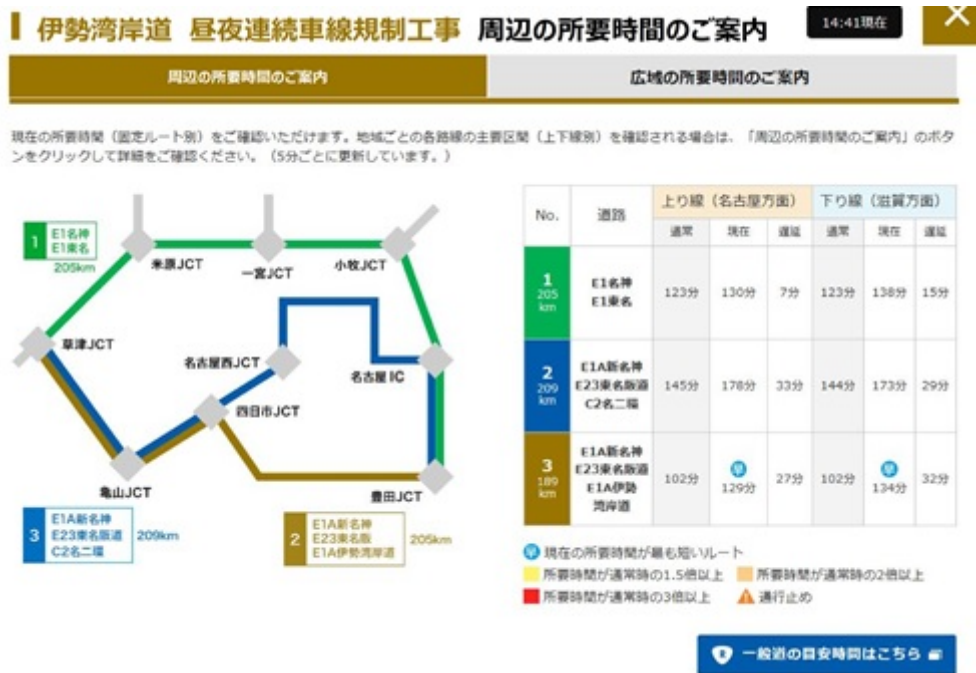 伊勢湾岸道 昼夜連続車線規制工事 周辺の所要時間のご案内
14:41現在
周辺の所要時間のご案内
広域の所要時間のご案内
現在の所要時間（固定ルート別）をご確認いただけます。地域ごとの各路線の主要区間（上下線別）を確認される場合は、「周辺の所要時間のご案内」のボタ
ンをクリックして詳細をご確認ください。（5分ごとに更新しています。）
1 E1名神
E1東名
205km
米原JCT
一宮JCT
小牧JCT
草津JCT
名古屋西JCT
名古屋IC
四日市JCT
亀山JCT
豊田JCT
3 E1A新名神
E23東名阪道
C2名二環
209km
2 E1A新名神
E23東名阪
E1A伊勢湾岸道
205km
No. 道路 上り線（名古屋方面） 下り線（滋賀方面）
通常 現在 遅延 通常 現在 遅延
1 205 km E1名神 E1東名 123分 130分 7分 123分 138分 15分
2 209 km E1A新名神 E23東名阪道 C2名二環 145分 178分 33分 144分 173分 29分
3 189 km E1A新名神 E23東名阪道 E1A伊勢湾岸道 102分 早 129分 27分 102分 早 134分 32分
早 現在の所要時間が最も短いルート
所要時間が通常時の1.5倍以上 所要時間が通常時の2倍以上
所要時間が通常時の3倍以上 通行止め
一般道の目安時間はこちら